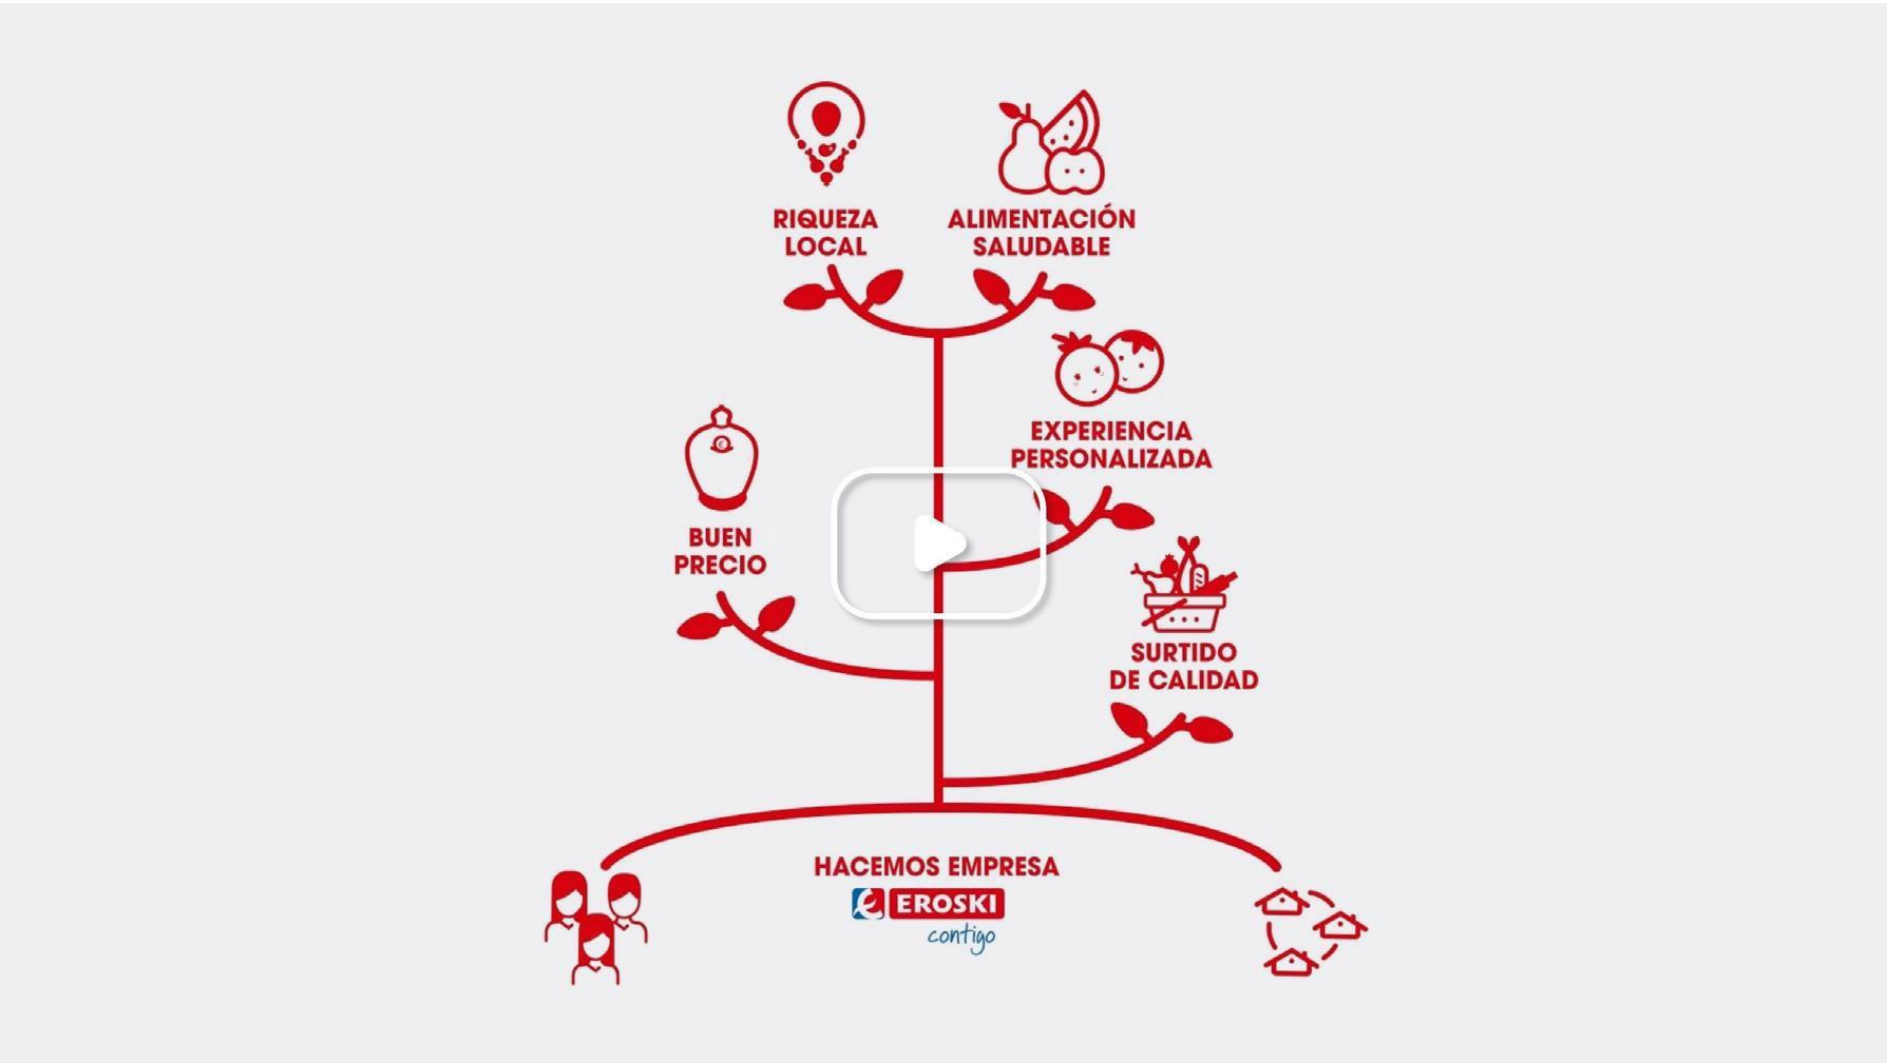 RIQUEZA
LOCAL
ALIMENTACIÓN
SALUDABLE
EXPERIENCIA
PERSONALIZADA
BUEN
PRECIO
SURTIDO
DE CALIDAD
HACEMOS EMPRESA
EROSKI
contigo